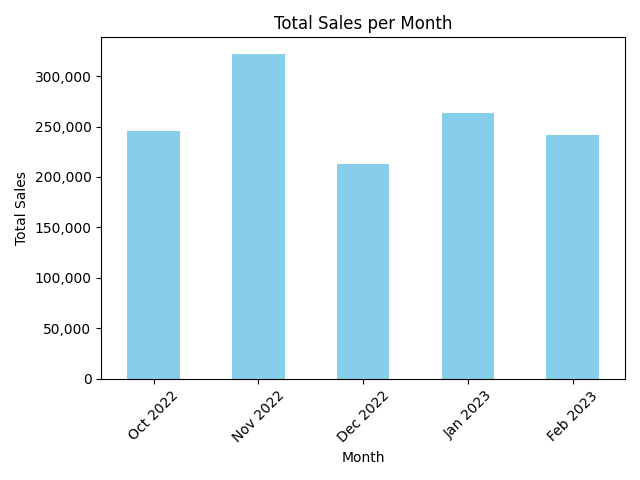 Total Sales per Month
Total Sales
300,000
250,000
200,000
150,000
100,000
50,000
0
Oct 2022
Nov 2022
Dec 2022
Jan 2023
Feb 2023
Month